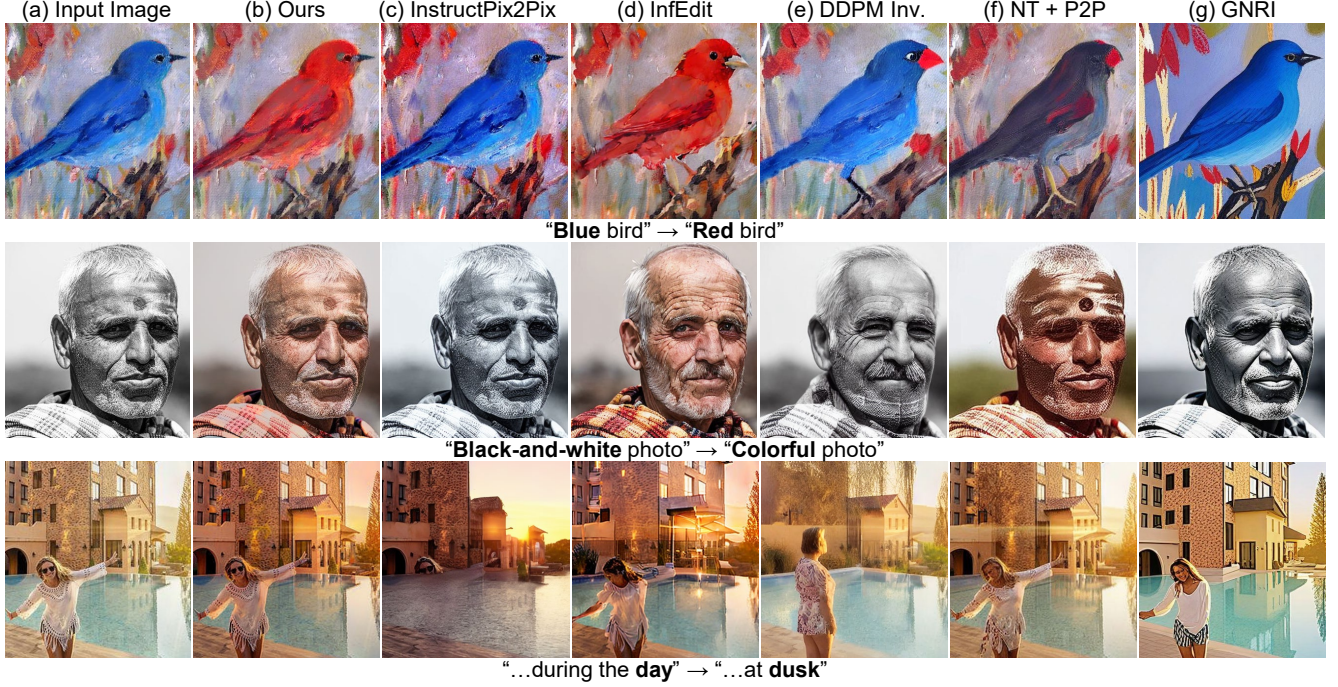 (a) Input Image (b) Ours (c) InstructPix2Pix (d) InfEdit (e) DDPM Inv. (f) NT + P2P (g) GNRI
“Blue bird” → “Red bird”
“Black-and-white photo” → “Colorful photo”
“...during the day” → “...at dusk”